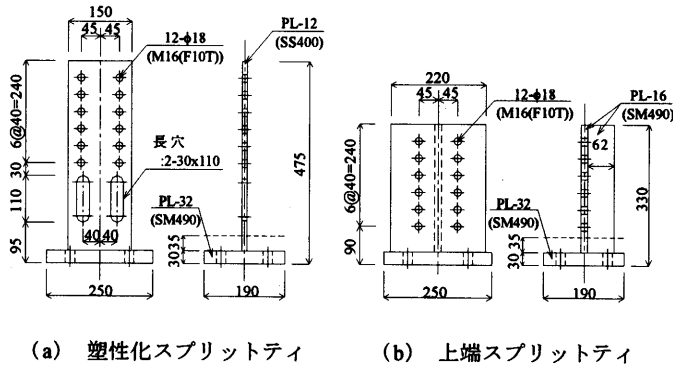 150
45 45
12-φ18
(M16(F10T))
6@40=240
30
110
95
長穴
:2-30x110
40 40
250
PL-12
(SS400)
475
PL-32
(SM490)
30 35
190
(a) 塑性化スプリットティ
220
45 45
12-φ18
(M16(F10T))
6@40=240
90
PL-32
(SM490)
250
PL-16
(SM490)
62
330
30 35
190
(b) 上端スプリットティ